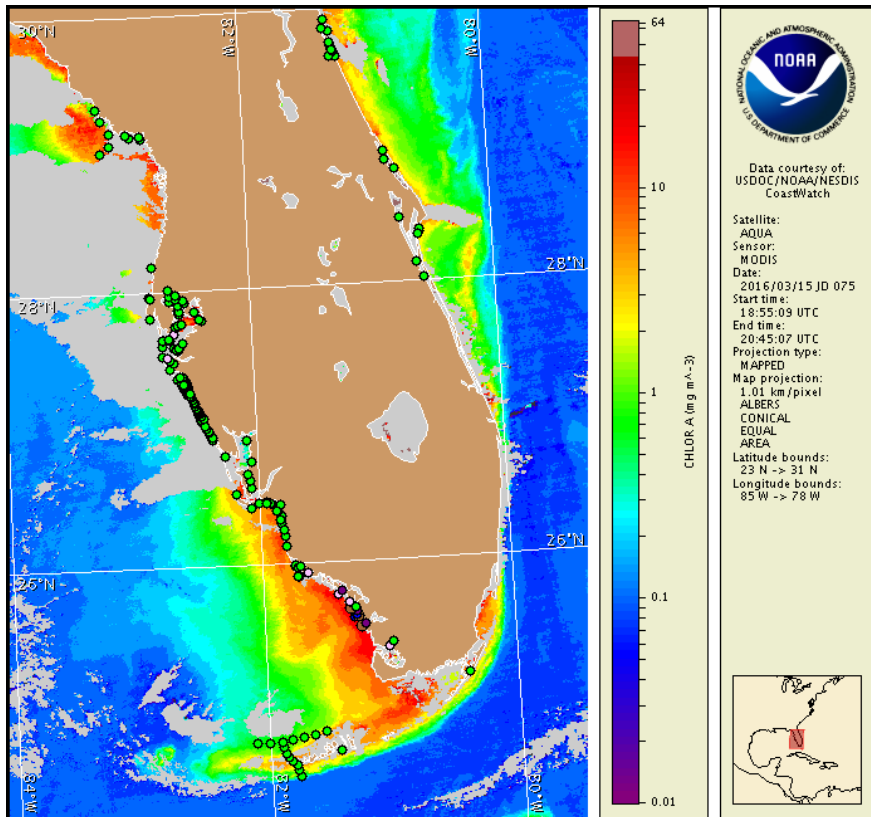 30°N
82°W
80°W
28°N
28°N
26°N
26°N
84°W
82°W
80°W
64
10
1
0.1
0.01
CHLOR A (mg m^-3)
NATIONAL OCEANIC AND ATMOSPHERIC ADMINISTRATION
NOAA
U.S. DEPARTMENT OF COMMERCE
Data courtesy of:
USDOC/NOAA/NESDIS
CoastWatch
Satellite:
AQUA
Sensor:
MODIS
Date:
2016/03/15 JD 075
Start time:
18:55:09 UTC
End time:
20:45:07 UTC
Projection type:
MAPPED
Map projection:
1.01 km/pixel
ALBERS
CONICAL
EQUAL
AREA
Latitude bounds:
23 N -> 31 N
Longitude bounds:
85 W -> 78 W